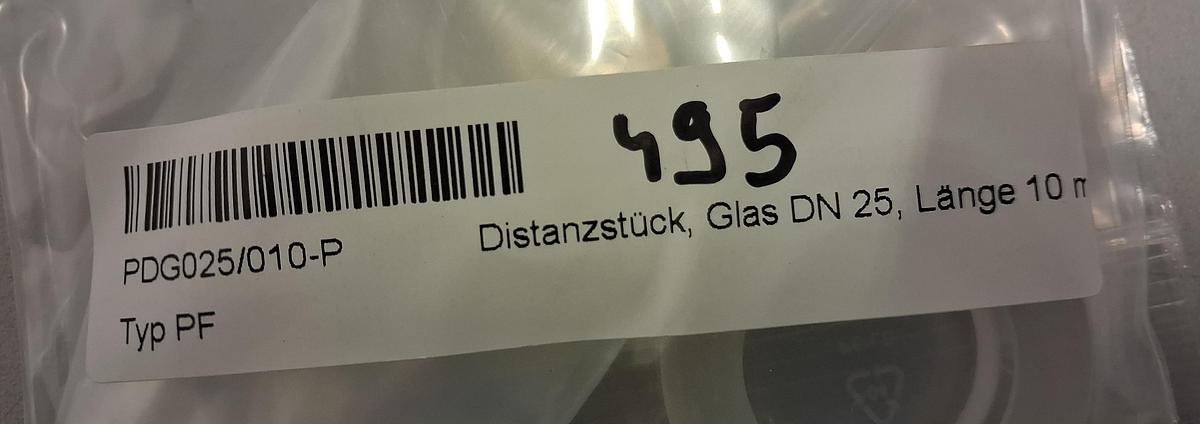 495
PDG025/010-P
Distanzstück, Glas DN 25, Länge 10
Typ PF